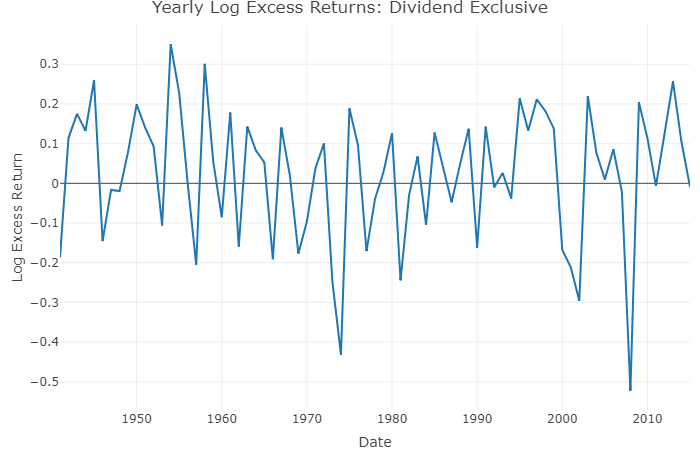 Yearly Log Excess Returns: Dividend Exclusive
Log Excess Return
0.3
0.2
0.1
0
−0.1
−0.2
−0.3
−0.4
−0.5
1950 1960 1970 1980 1990 2000 2010
Date